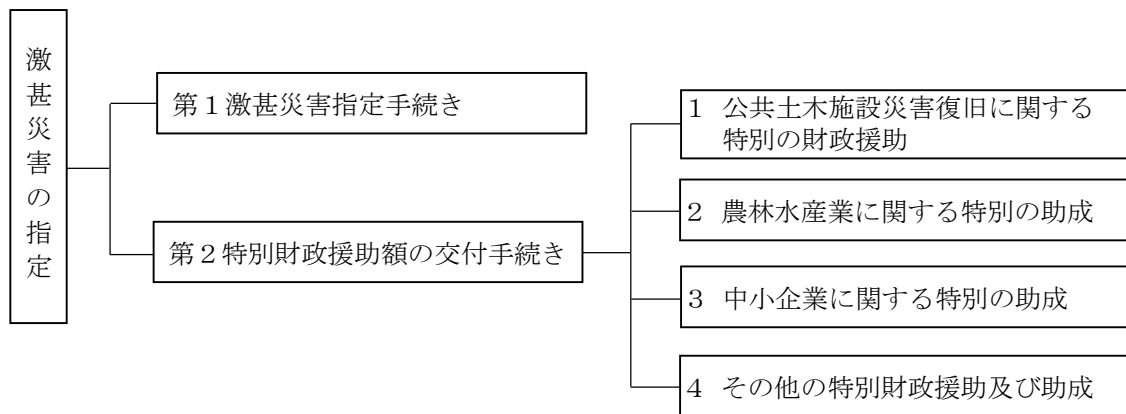 激甚災害の指定
第1激甚災害指定手続き
第2特別財政援助額の交付手続き
1 公共土木施設災害復旧に関する
特別の財政援助
2 農林水産業に関する特別の助成
3 中小企業に関する特別の助成
4 その他の特別財政援助及び助成